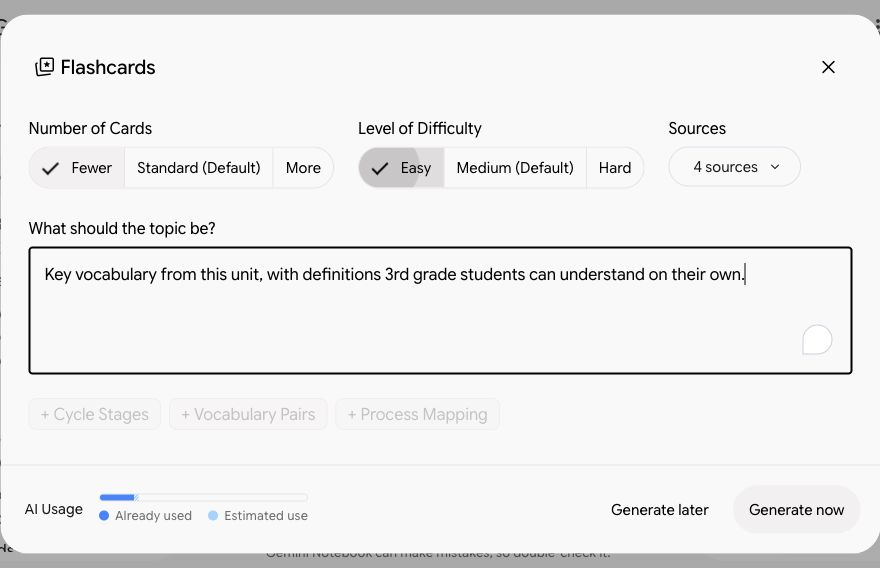 Flashcards
Number of Cards
Level of Difficulty
Sources
Fewer
Standard (Default)
More
Easy
Medium (Default)
Hard
4 sources
What should the topic be?
Key vocabulary from this unit, with definitions 3rd grade students can understand on their own.
+ Cycle Stages
+ Vocabulary Pairs
+ Process Mapping
AI Usage
Already used
Estimated use
Generate later
Generate now
Gemini Notebook can make mistakes, so double-check it.